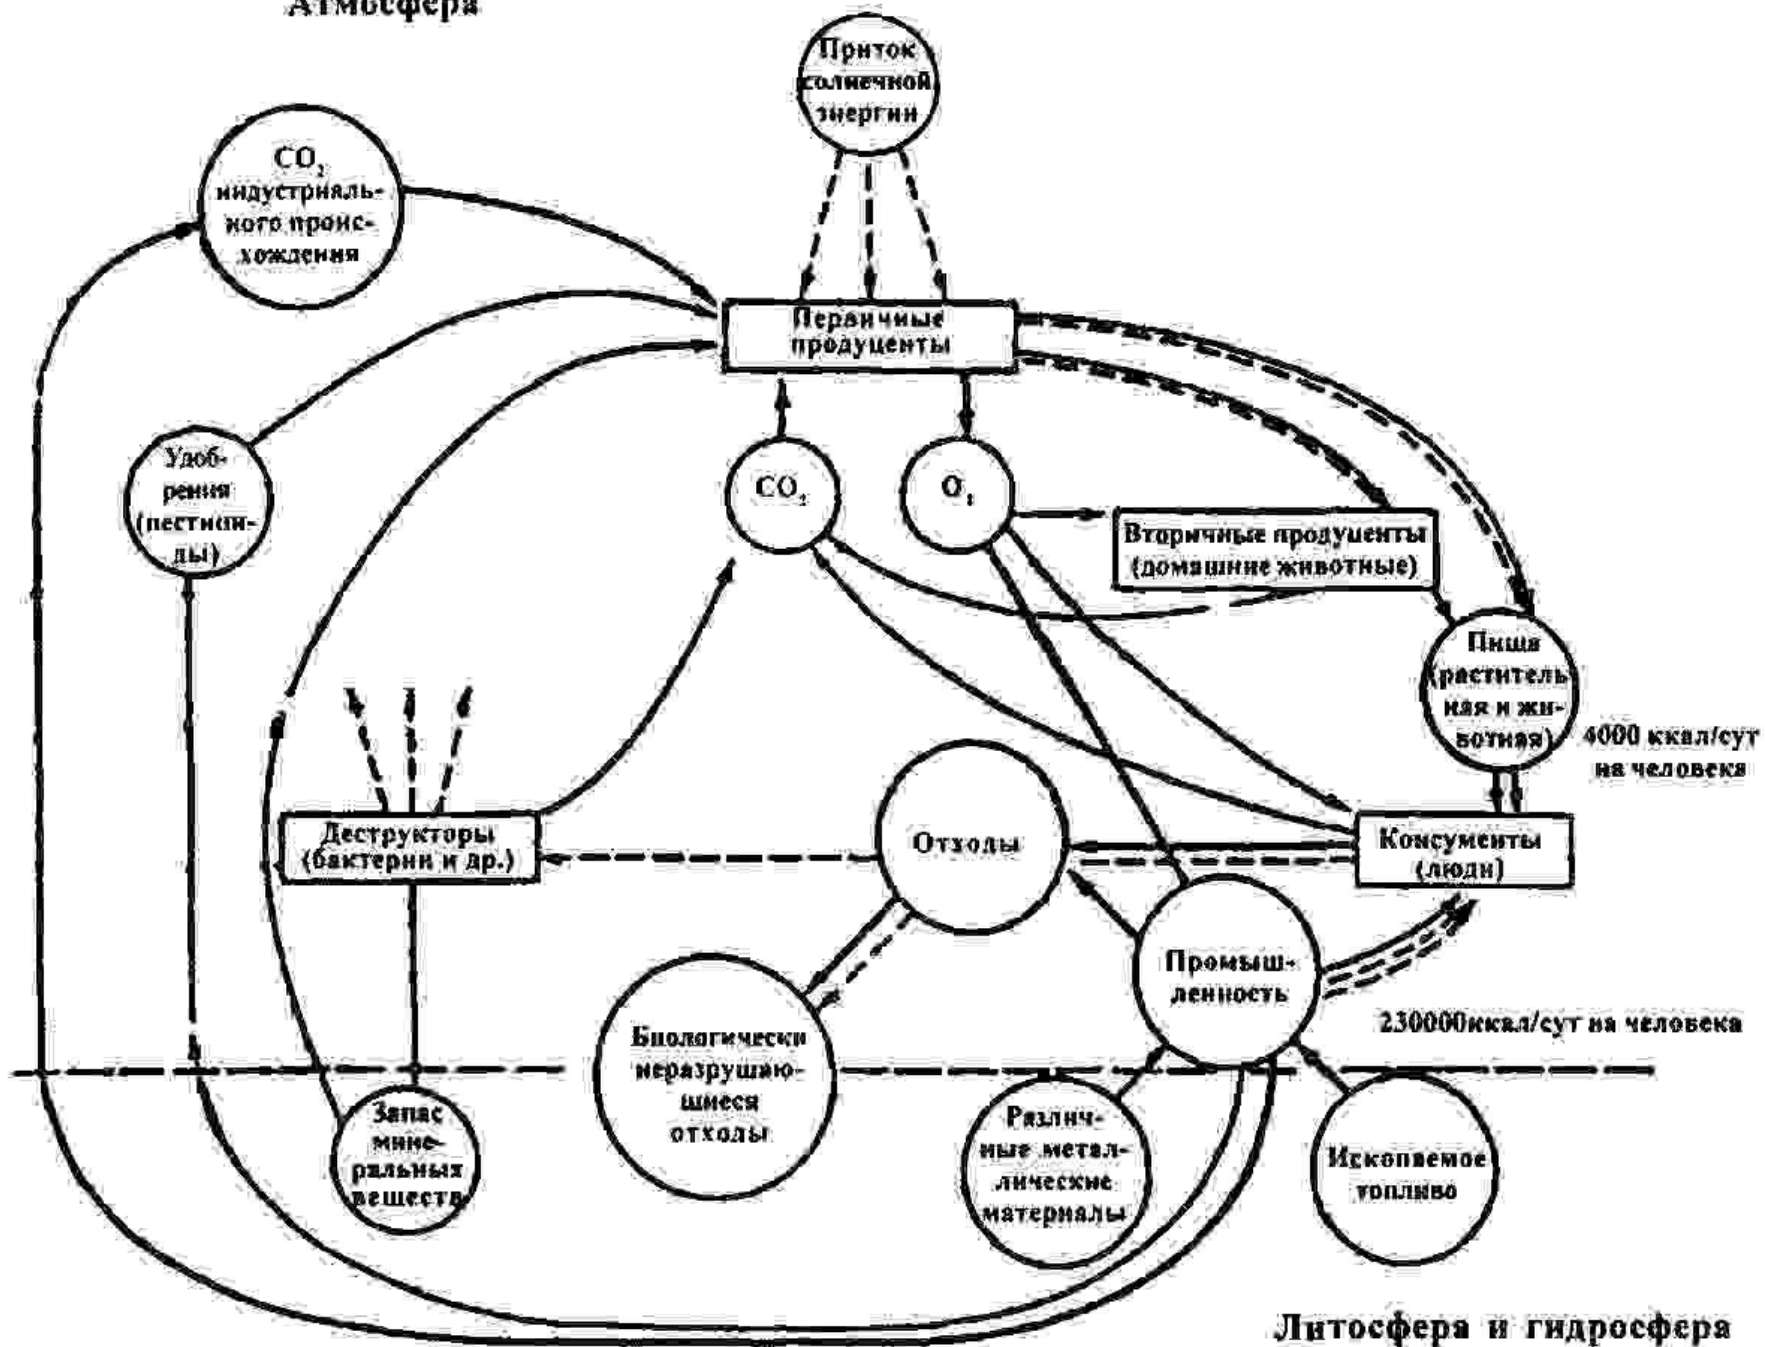 Атмосфера
Приток
солнечной
энергии
CO2
индустриаль-
ного проис-
хождения
Первичные
продуценты
Удоб-
рения
(пестици-
ды)
CO2
O2
Вторичные продуценты
(домашние животные)
Пища
(раститель
ная и жи-
вотная)
4000 ккал/сут
на человека
Деструкторы
(бактерии и др.)
Отходы
Консументы
(люди)
Промыш-
ленность
230000ккал/сут на человека
Биологически
неразрушаю-
щиеся
отходы
Запас
мине-
ральных
веществ
Различ-
ные метал-
лические
материалы
Ископаемое
топливо
Литосфера и гидросфера